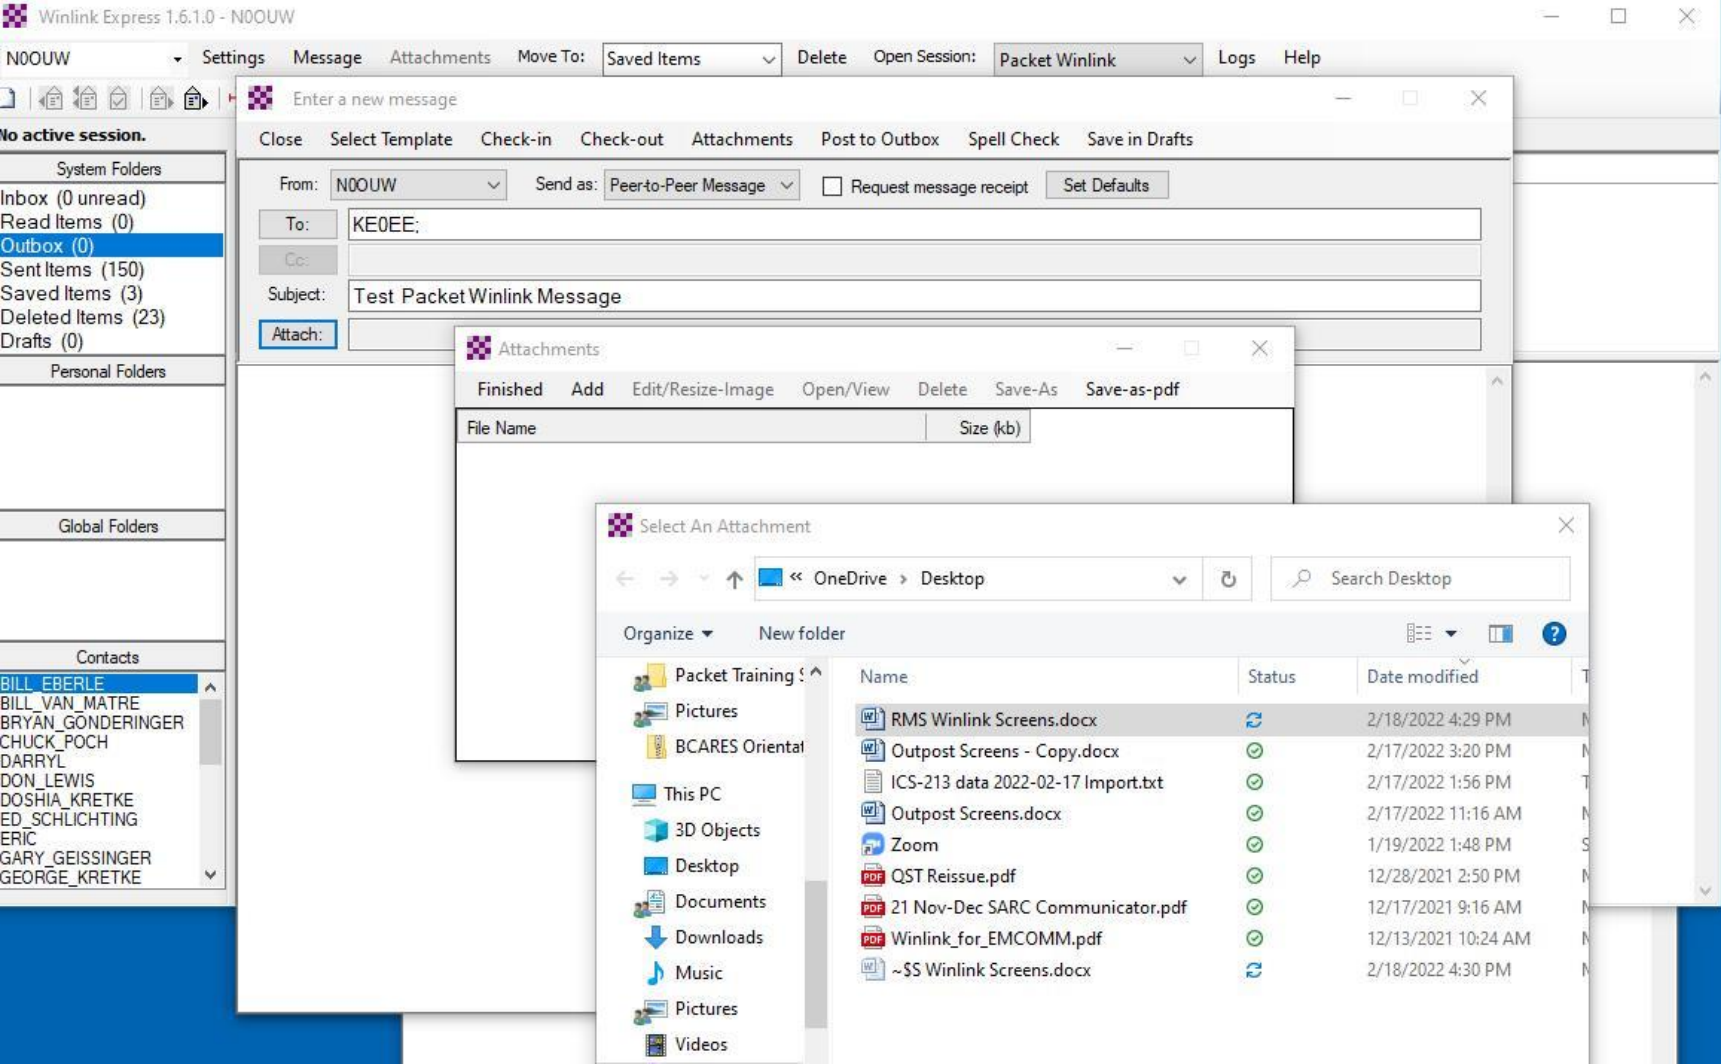 Winlink Express 1.6.1.0 - N0OUW
N0OUW Settings Message Attachments Move To: Saved Items Delete Open Session: Packet Winlink Logs Help
No active session.
System Folders
Inbox (0 unread)
Read Items (0)
Outbox (0)
Sent Items (150)
Saved Items (3)
Deleted Items (23)
Drafts (0)
Personal Folders
Global Folders
Contacts
BILL_EBERLE
BILL_VAN_MATRE
BRYAN_GONDERINGER
CHUCK_POCH
DARRYL
DON_LEWIS
DOSHIA_KRETKE
ED_SCHLICHTING
ERIC
GARY_GEISSINGER
GEORGE_KRETKE
Enter a new message
Close Select Template Check-in Check-out Attachments Post to Outbox Spell Check Save in Drafts
From: N0OUW Send as: Peer-to-Peer Message Request message receipt Set Defaults
To: KE0EE;
Cc:
Subject: Test Packet Winlink Message
Attach:
Attachments
Finished Add Edit/Resize-Image Open/View Delete Save-As Save-as-pdf
File Name Size (kb)
Select An Attachment
« OneDrive › Desktop Search Desktop
Organize New folder ?
Packet Training S
Pictures
BCARES Orientat
This PC
3D Objects
Desktop
Documents
Downloads
Music
Pictures
Videos
Name Status Date modified T
RMS Winlink Screens.docx 2/18/2022 4:29 PM
Outpost Screens - Copy.docx 2/17/2022 3:20 PM
ICS-213 data 2022-02-17 Import.txt 2/17/2022 1:56 PM
Outpost Screens.docx 2/17/2022 11:16 AM
Zoom 1/19/2022 1:48 PM
PDF QST Reissue.pdf 12/28/2021 2:50 PM
PDF 21 Nov-Dec SARC Communicator.pdf 12/17/2021 9:16 AM
PDF Winlink_for_EMCOMM.pdf 12/13/2021 10:24 AM
~$S Winlink Screens.docx 2/18/2022 4:30 PM